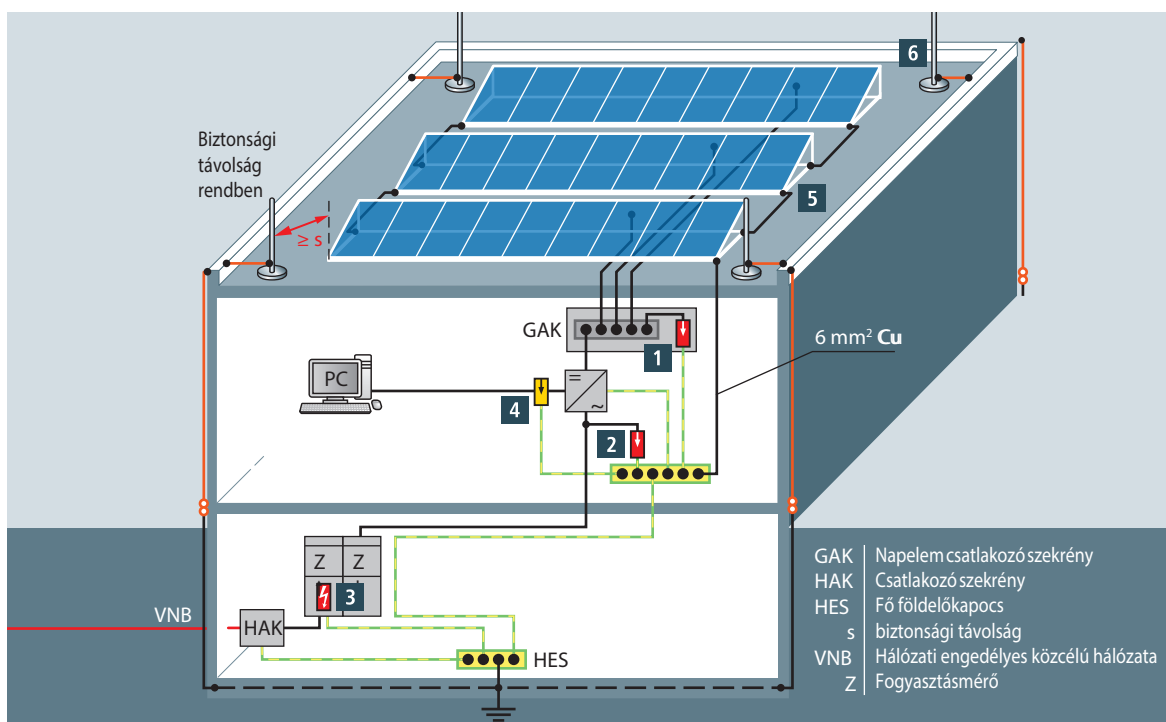 6
Biztonsági
távolság
rendben
5
≥ s
GAK
1
6 mm² Cu
PC
4
2
Z Z
3
VNB
HAK
HES
GAK Napelem csatlakozó szekrény
HAK Csatlakozó szekrény
HES Fő földelőkapocs
s biztonsági távolság
VNB Hálózati engedélyes közcélú hálózata
Z Fogyasztásmérő